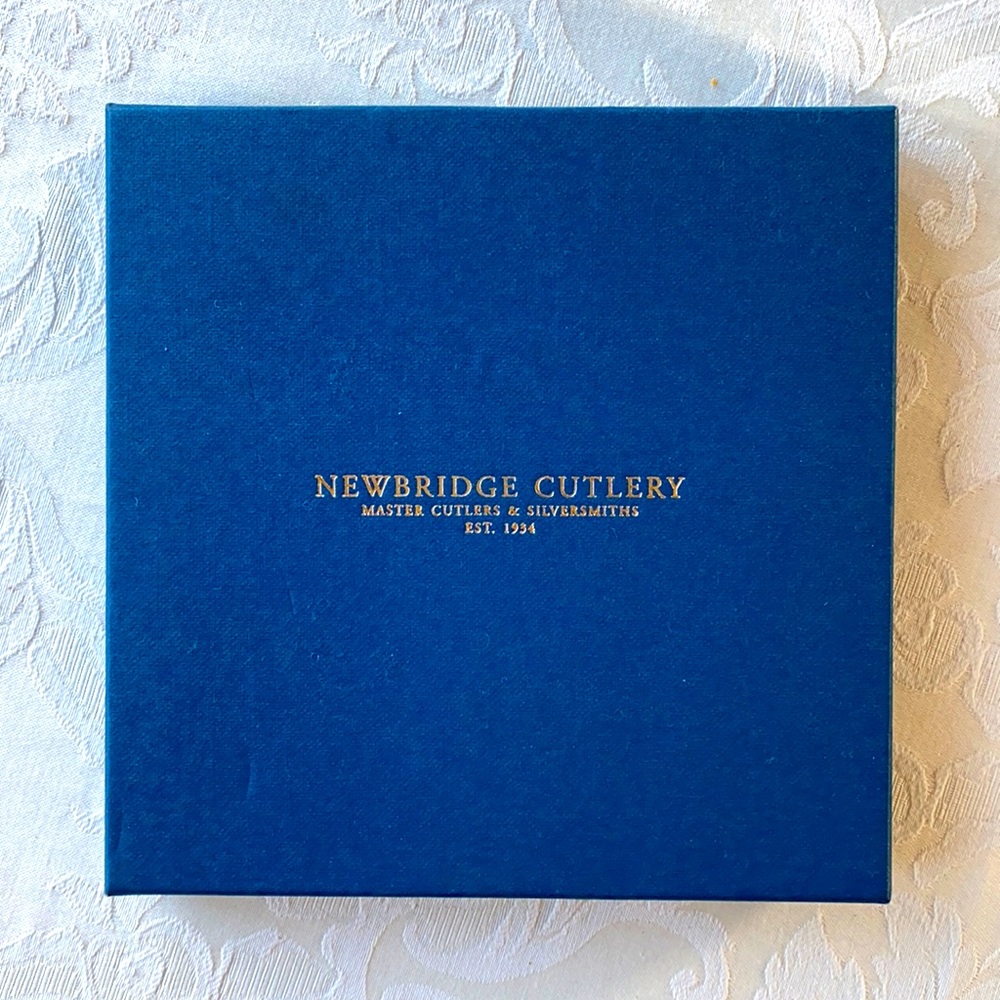 NEWBRIDGE CUTLERY
MASTER CUTLERS & SILVERSMITHS
EST. 1934